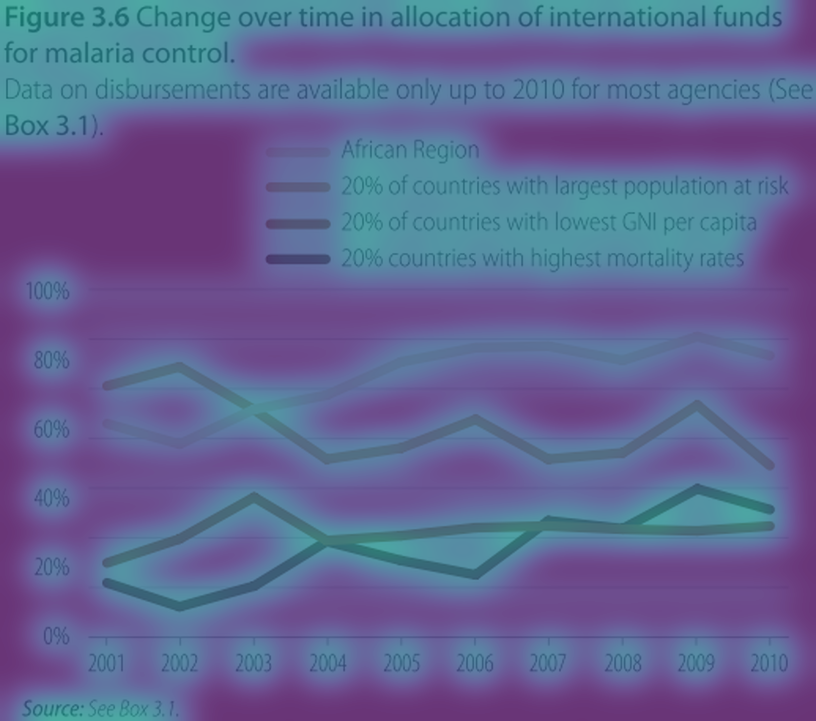 Figure 3.6 Change over time in allocation of international funds
for malaria control.
Data on disbursements are available only up to 2010 for most agencies (See
Box 3.1).
African Region
20% of countries with largest population at risk
20% of countries with lowest GNI per capita
20% countries with highest mortality rates
100%
80%
60%
40%
20%
0%
2001 2002 2003 2004 2005 2006 2007 2008 2009 2010
Source: See Box 3.1.